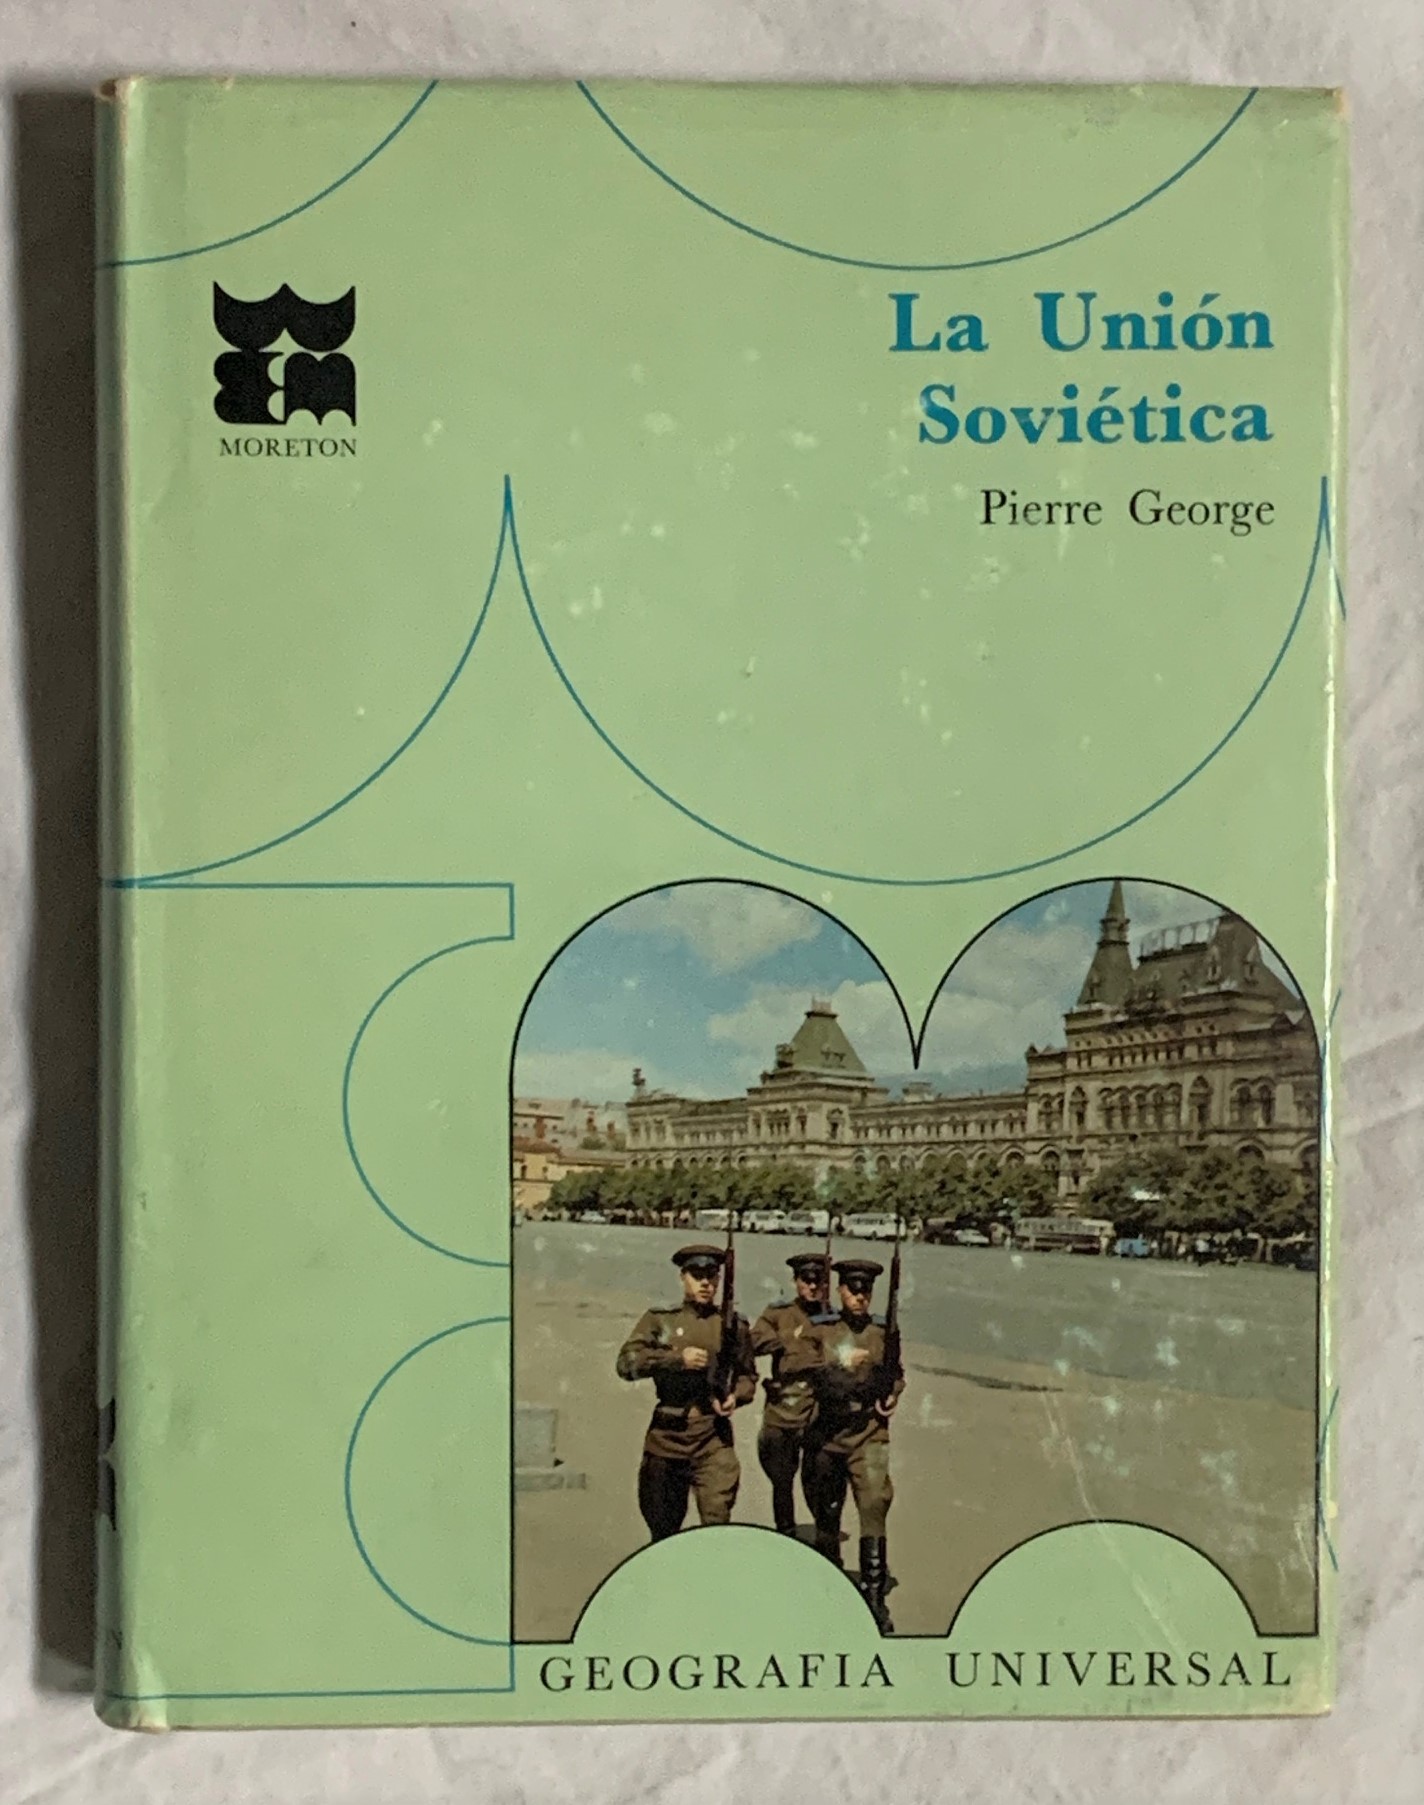 La Unión
Soviética
MORETON
Pierre George
GEOGRAFIA UNIVERSAL